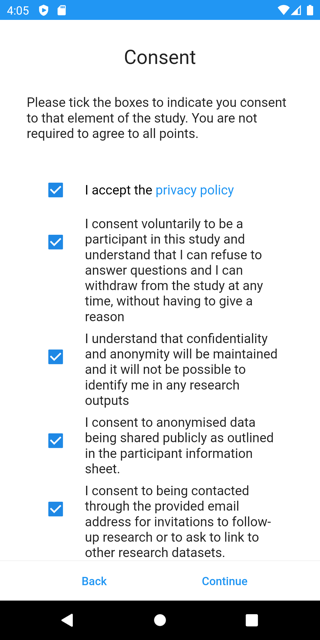 4:05
Consent
Please tick the boxes to indicate you consent
to that element of the study. You are not
required to agree to all points.
I accept the privacy policy
I consent voluntarily to be a
participant in this study and
understand that I can refuse to
answer questions and I can
withdraw from the study at any
time, without having to give a
reason
I understand that confidentiality
and anonymity will be maintained
and it will not be possible to
identify me in any research
outputs
I consent to anonymised data
being shared publicly as outlined
in the participant information
sheet.
I consent to being contacted
through the provided email
address for invitations to follow-
up research or to ask to link to
other research datasets.
Back Continue